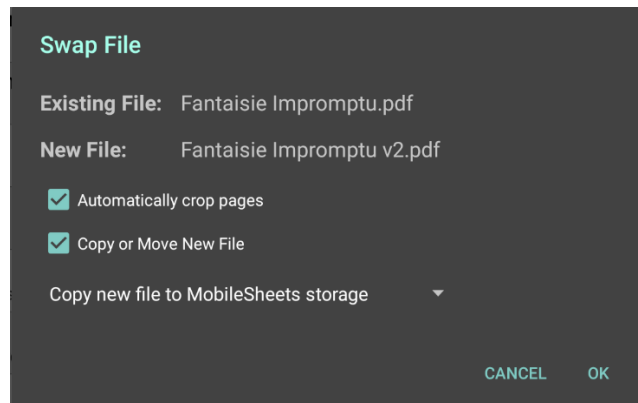 Swap File
Existing File: Fantaisie Impromptu.pdf
New File: Fantaisie Impromptu v2.pdf
Automatically crop pages
Copy or Move New File
Copy new file to MobileSheets storage
CANCEL OK